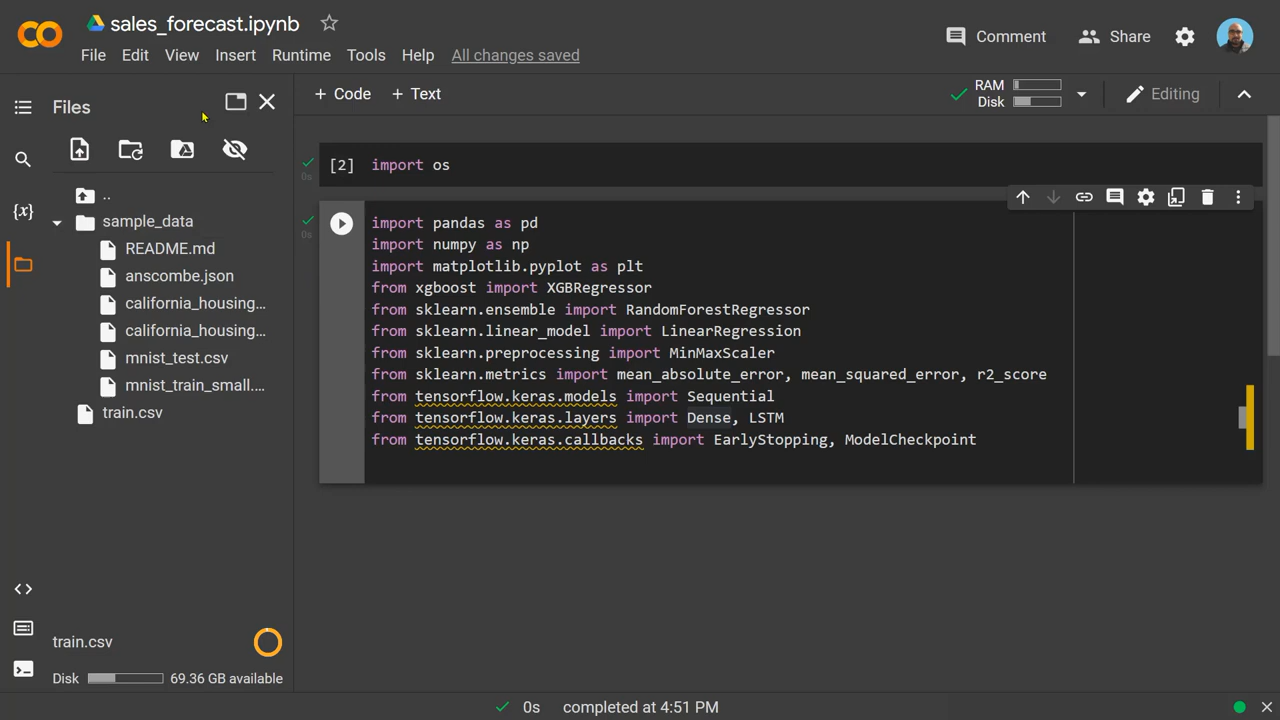 sales_forecast.ipynb
File Edit View Insert Runtime Tools Help All changes saved
Comment Share
Files
+ Code + Text
RAM
Disk
Editing
..
sample_data
README.md
anscombe.json
california_housing...
california_housing...
mnist_test.csv
mnist_train_small....
train.csv
{x}
[2] import os
0s
import pandas as pd
import numpy as np
import matplotlib.pyplot as plt
from xgboost import XGBRegressor
from sklearn.ensemble import RandomForestRegressor
from sklearn.linear_model import LinearRegression
from sklearn.preprocessing import MinMaxScaler
from sklearn.metrics import mean_absolute_error, mean_squared_error, r2_score
from tensorflow.keras.models import Sequential
from tensorflow.keras.layers import Dense, LSTM
from tensorflow.keras.callbacks import EarlyStopping, ModelCheckpoint
0s
train.csv
Disk 69.36 GB available
0s completed at 4:51 PM